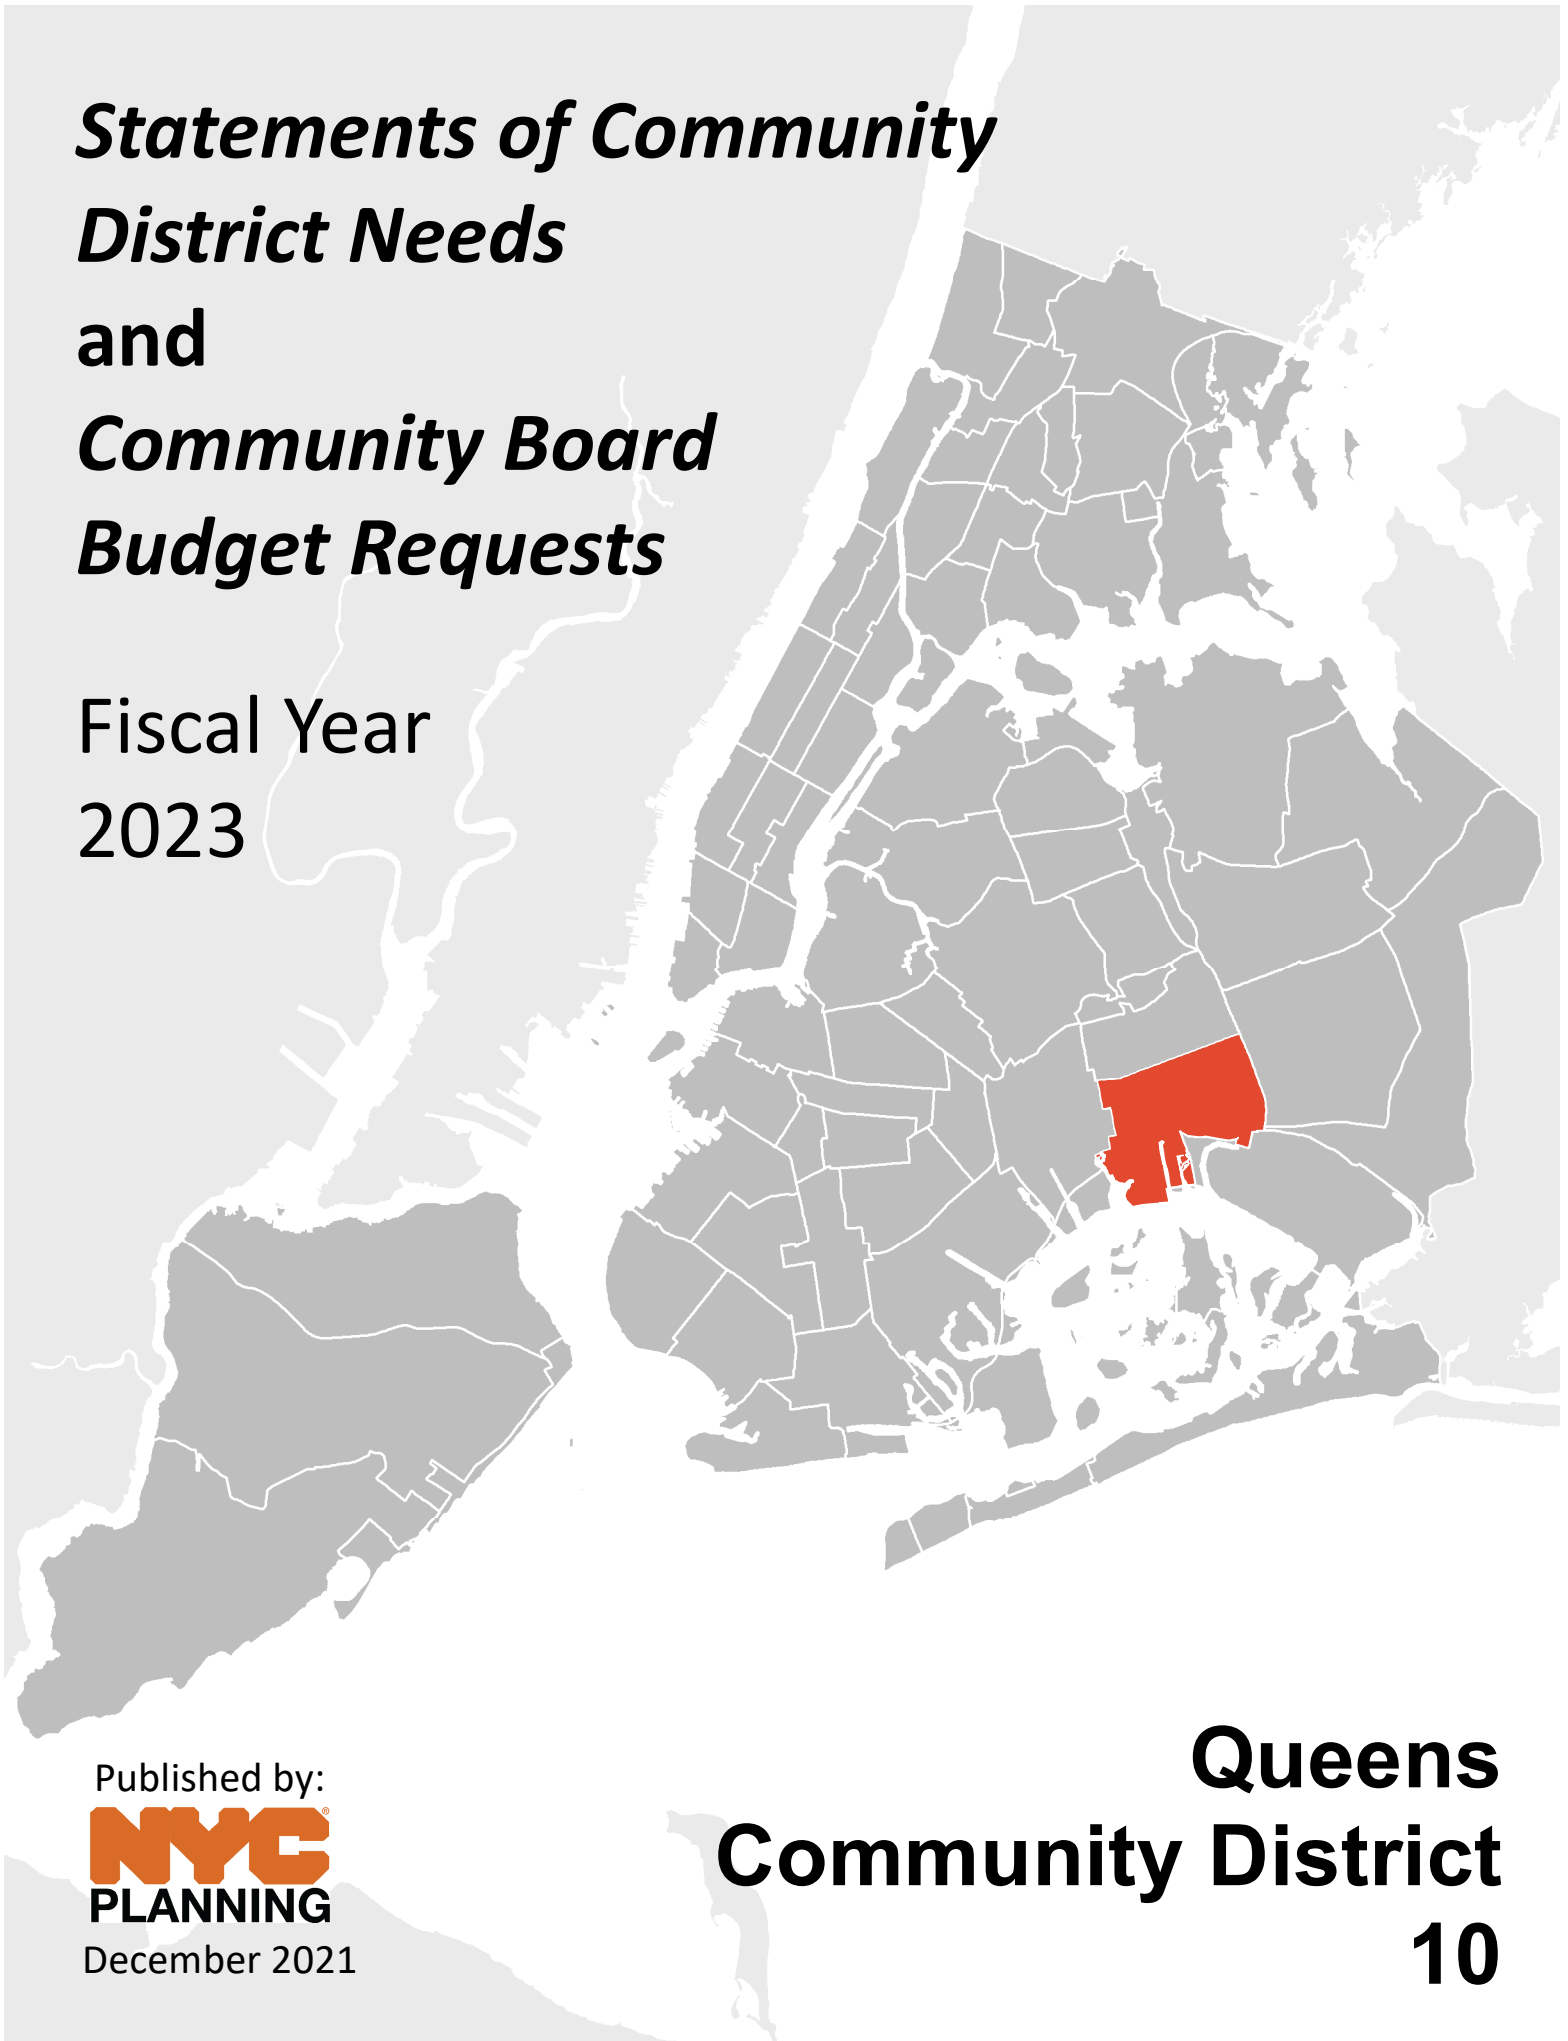 Statements of Community
District Needs
and
Community Board
Budget Requests
Fiscal Year
2023
Published by:
NYC®
PLANNING
December 2021
Queens
Community District
10